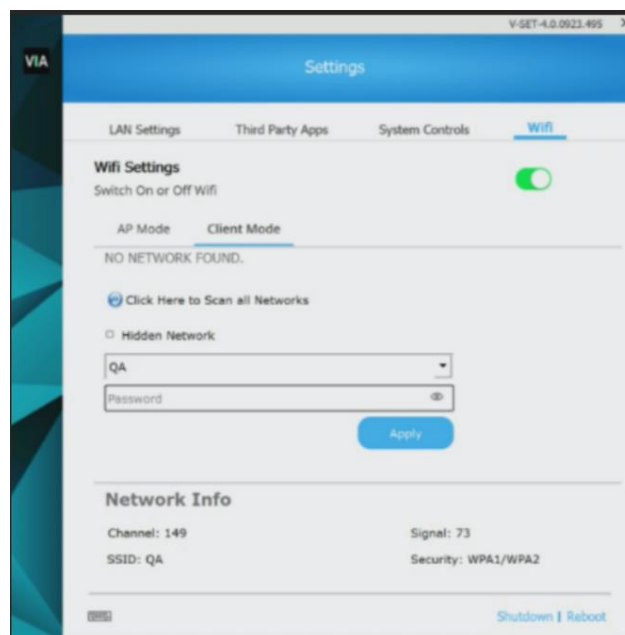 V-SET-4.0.0923.495
VIA
Settings
LAN Settings Third Party Apps System Controls Wifi
Wifi Settings
Switch On or Off Wifi
AP Mode Client Mode
NO NETWORK FOUND.
Click Here to Scan all Networks
Hidden Network
QA
Password
Apply
Network Info
Channel: 149 Signal: 73
SSID: QA Security: WPA1/WPA2
Shutdown | Reboot